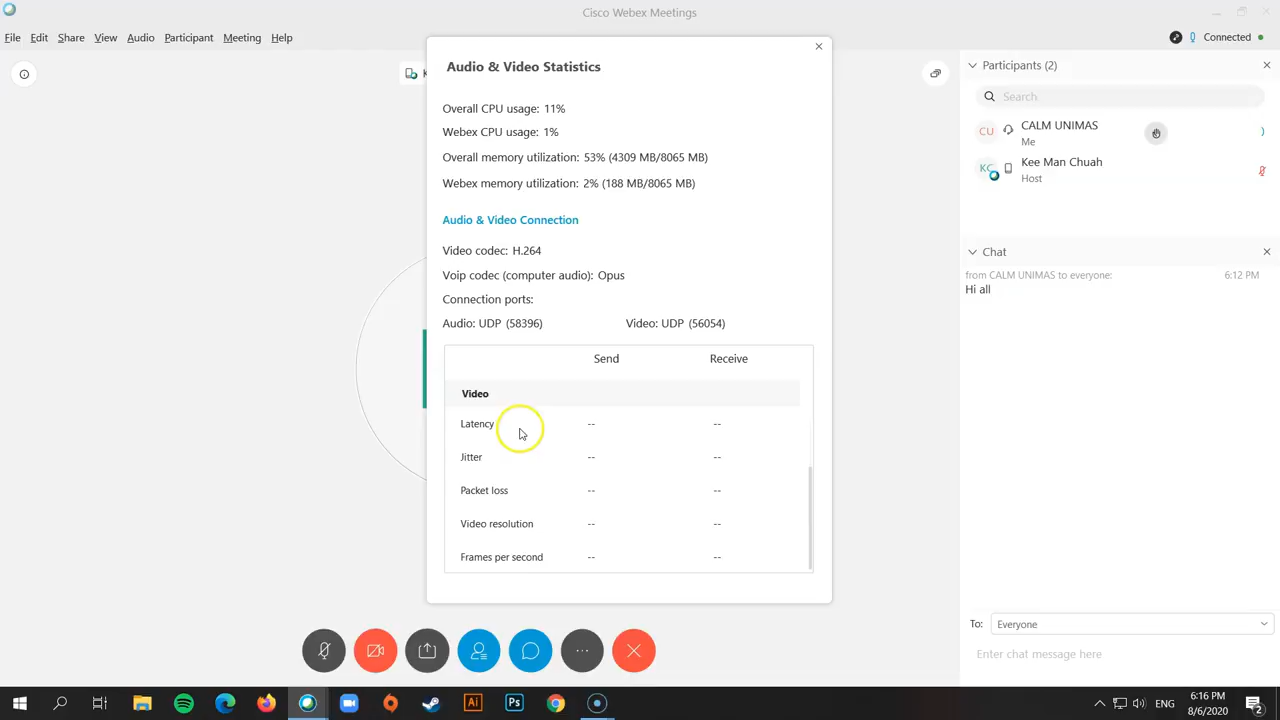 Cisco Webex Meetings
File Edit Share View Audio Participant Meeting Help
Connected
K
Audio & Video Statistics
Overall CPU usage: 11%
Webex CPU usage: 1%
Overall memory utilization: 53% (4309 MB/8065 MB)
Webex memory utilization: 2% (188 MB/8065 MB)
Audio & Video Connection
Video codec: H.264
Voip codec (computer audio): Opus
Connection ports:
Audio: UDP (58396) Video: UDP (56054)
Send Receive
Video
Latency -- --
Jitter -- --
Packet loss -- --
Video resolution -- --
Frames per second -- --
Participants (2)
Search
CU CALM UNIMAS
Me
KC Kee Man Chuah
Host
Chat
from CALM UNIMAS to everyone: 6:12 PM
Hi all
To: Everyone
Enter chat message here
Ai Ps
ENG
6:16 PM
8/6/2020
2